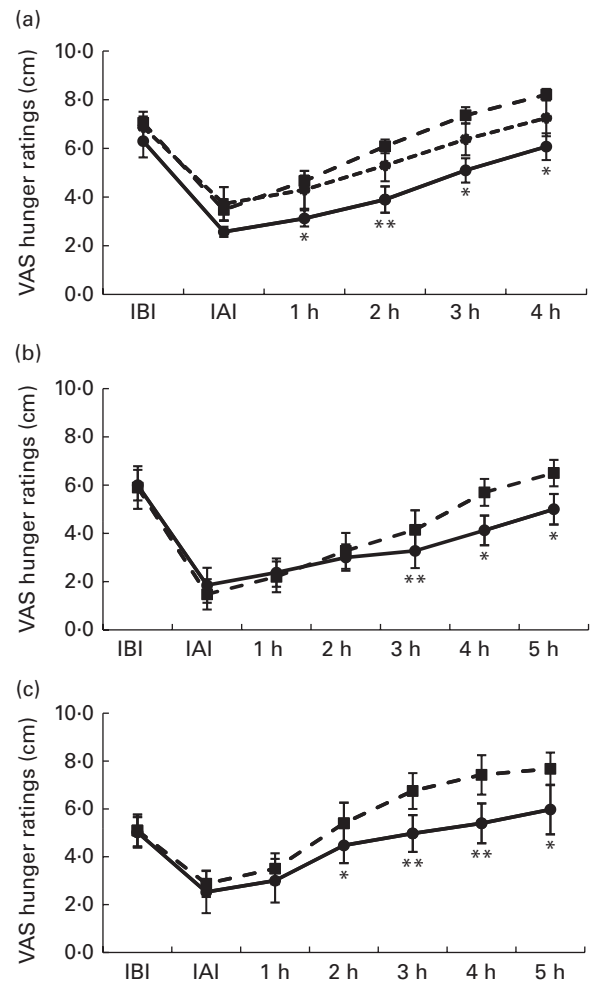 (a)
VAS hunger ratings (cm)
10·0
8·0
6·0
4·0
2·0
0·0
* ** * *
IBI IAI 1 h 2 h 3 h 4 h
(b)
VAS hunger ratings (cm)
10·0
8·0
6·0
4·0
2·0
0·0
** * *
IBI IAI 1 h 2 h 3 h 4 h 5 h
(c)
VAS hunger ratings (cm)
10·0
8·0
6·0
4·0
2·0
0·0
* ** ** *
IBI IAI 1 h 2 h 3 h 4 h 5 h